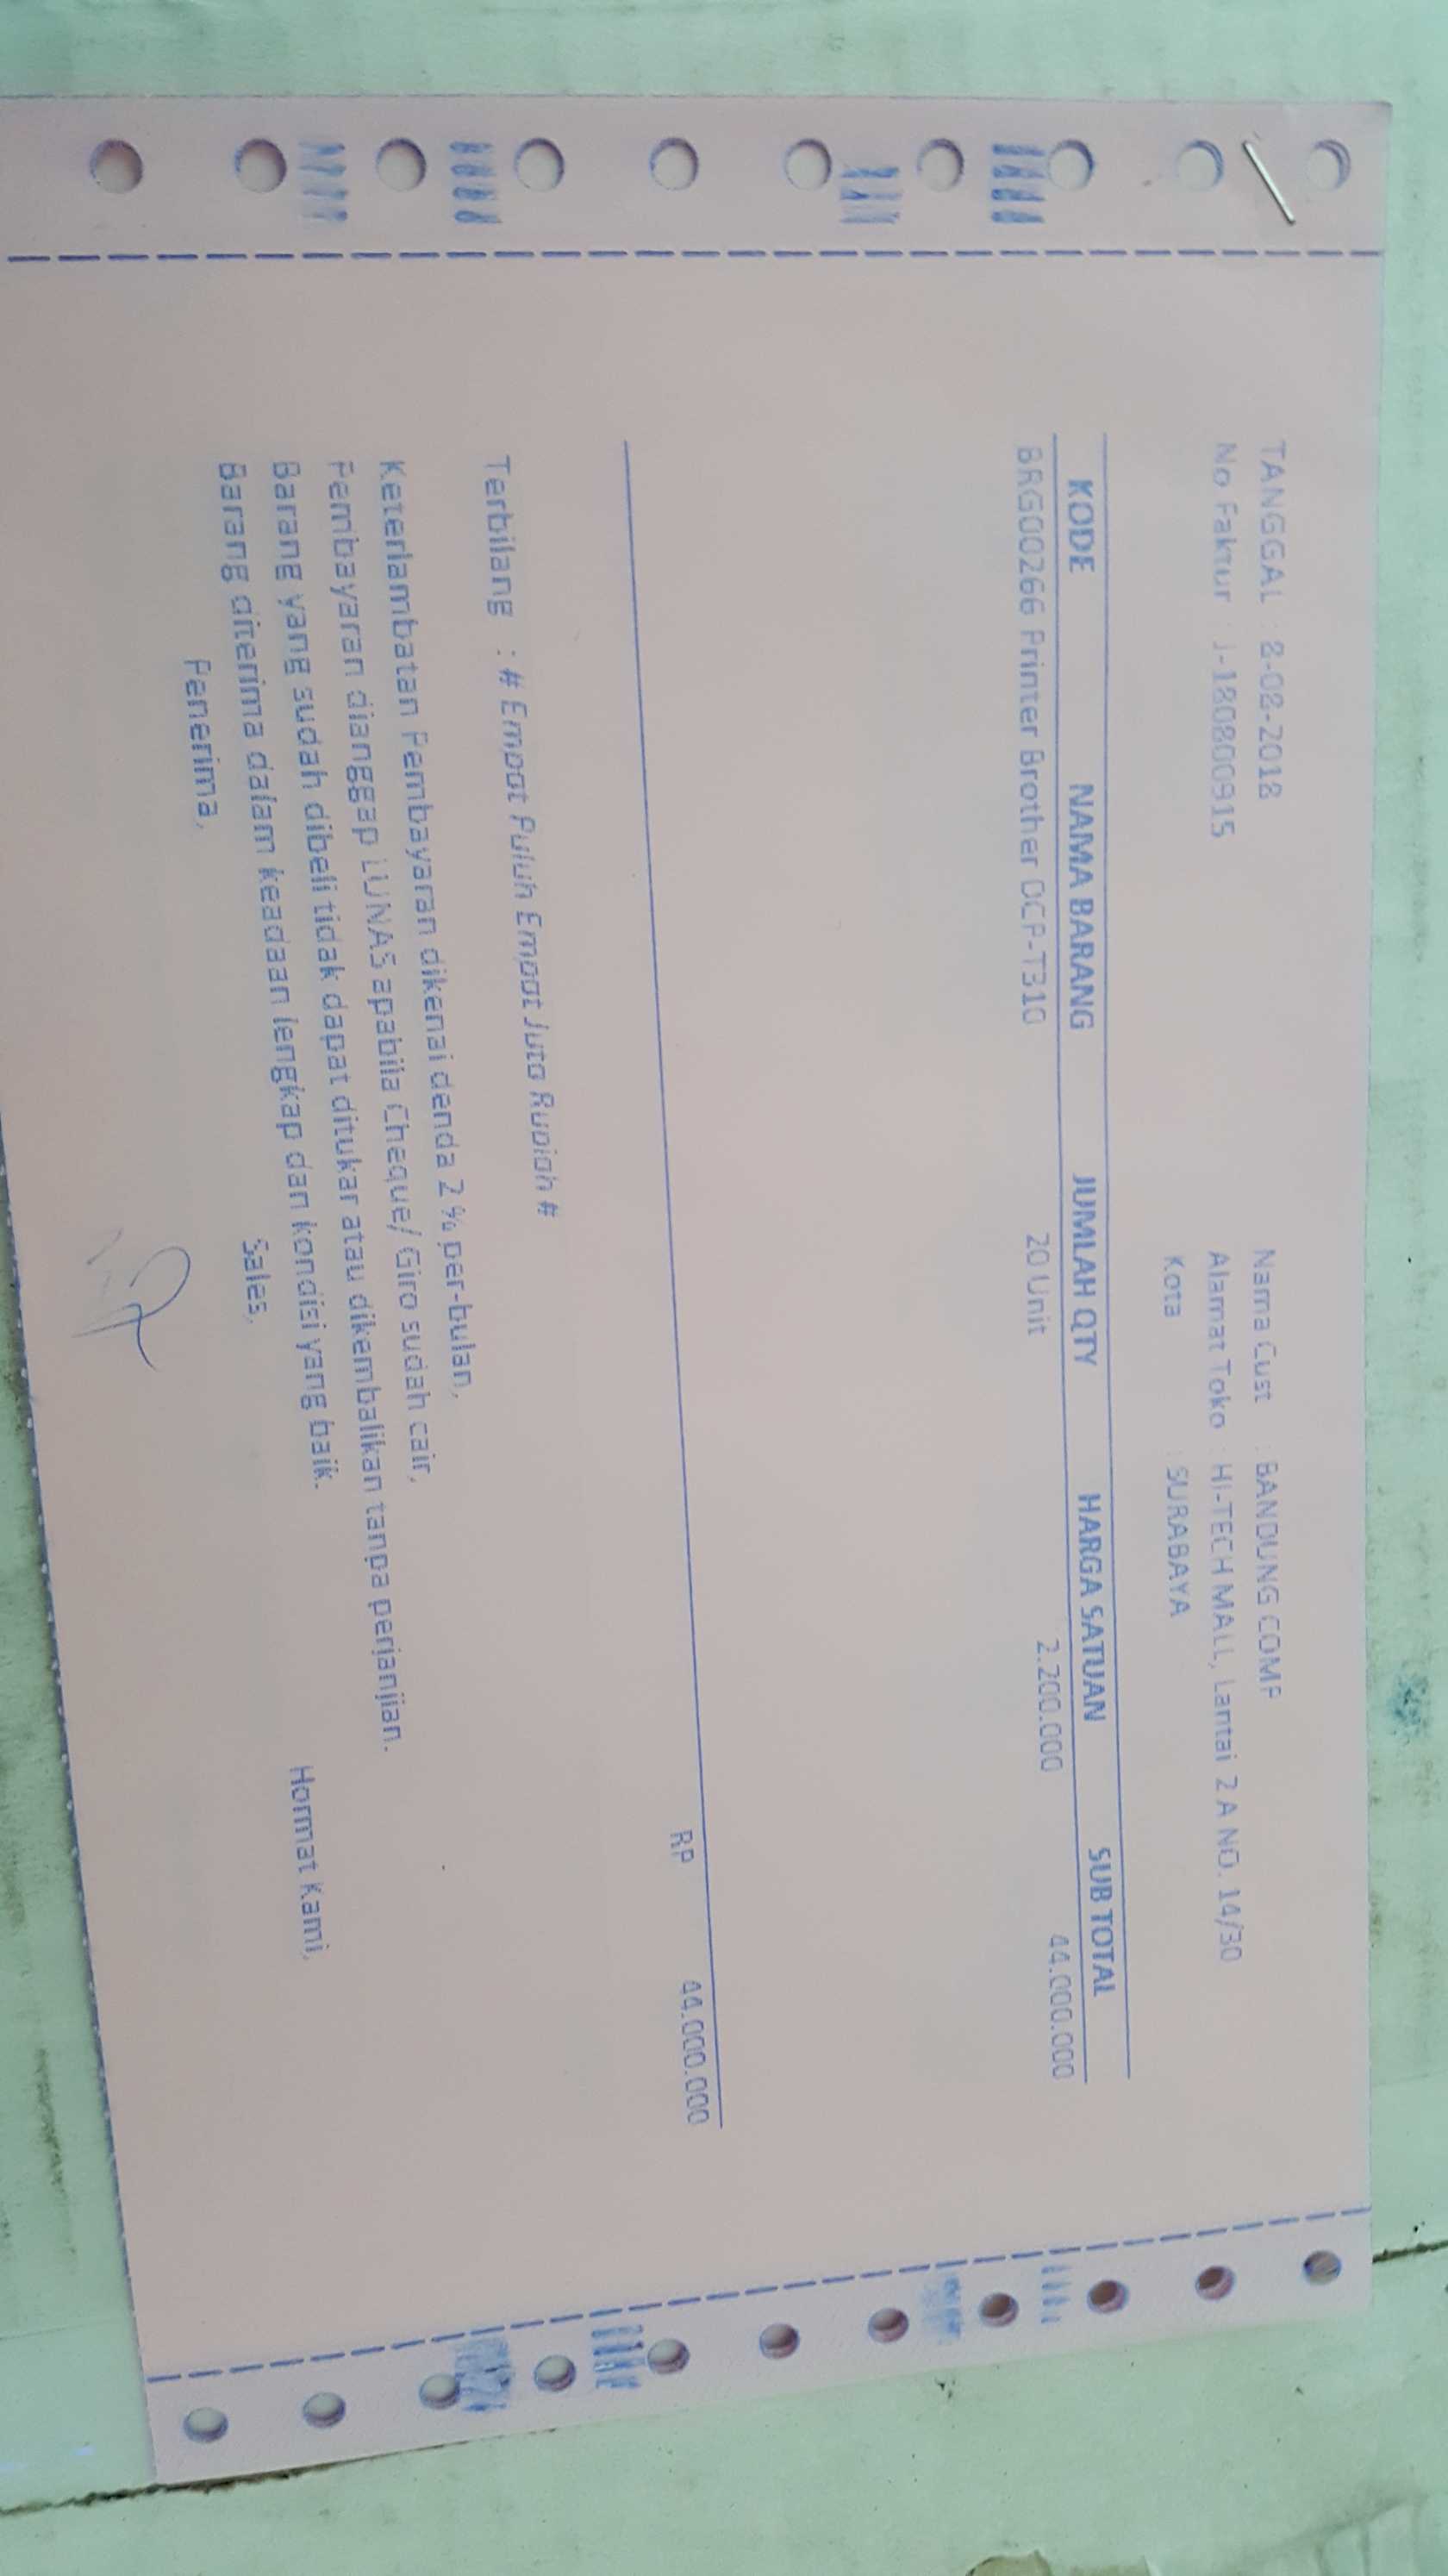 TANGGAL : 8-08-2018
No Faktur : J-180800915
Nama Cust : BANDUNG COMP
Alamat Toko : HI-TECH MALL, Lantai 2 A NO. 14/30
Kota : SURABAYA
KODE NAMA BARANG JUMLAH QTY HARGA SATUAN SUB TOTAL
BRG00266 Printer Brother DCP-T310 20 Unit 2.200.000 44.000.000
RP 44.000.000
Terbilang : # Empat Puluh Empat Juta Rupiah #
Keterlambatan Pembayaran dikenai denda 2 % per-bulan,
Pembayaran dianggap LUNAS apabila Cheque/ Giro sudah cair,
Barang yang sudah dibeli tidak dapat ditukar atau dikembalikan tanpa perjanjian.
Barang diterima dalam keadaan lengkap dan kondisi yang baik.
Penerima, Sales, Hormat Kami,